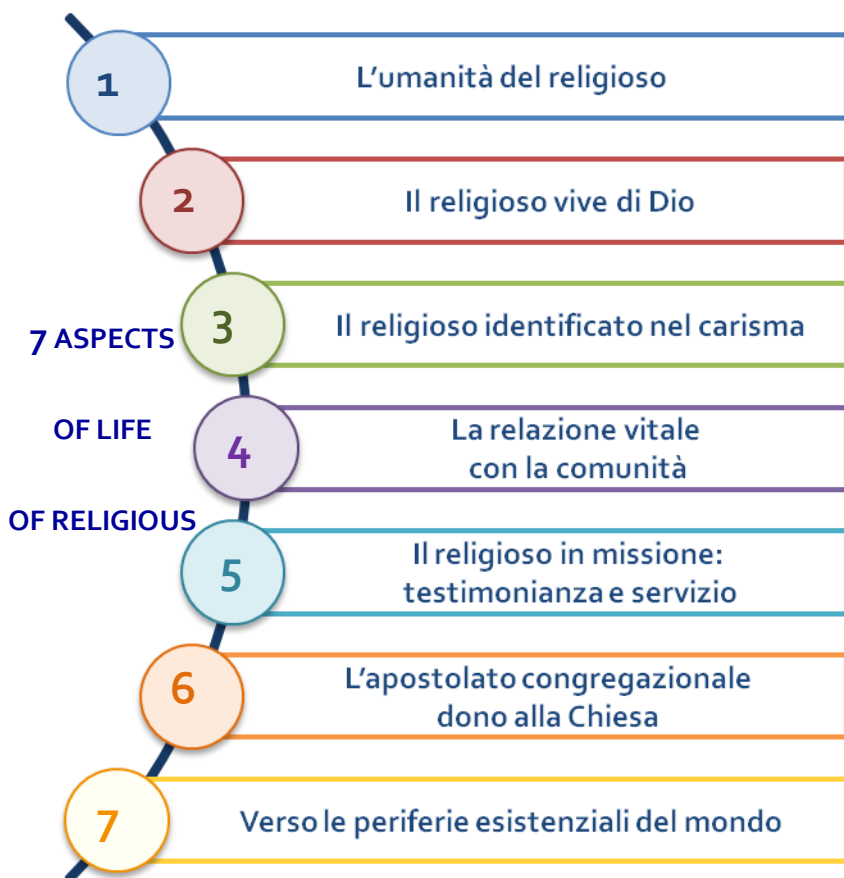 1
L'umanità del religioso
2
Il religioso vive di Dio
3
Il religioso identificato nel carisma
7 ASPECTS
OF LIFE
OF RELIGIOUS
4
La relazione vitale
con la comunità
5
Il religioso in missione:
testimonianza e servizio
6
L'apostolato congregazionale
dono alla Chiesa
7
Verso le periferie esistenziali del mondo